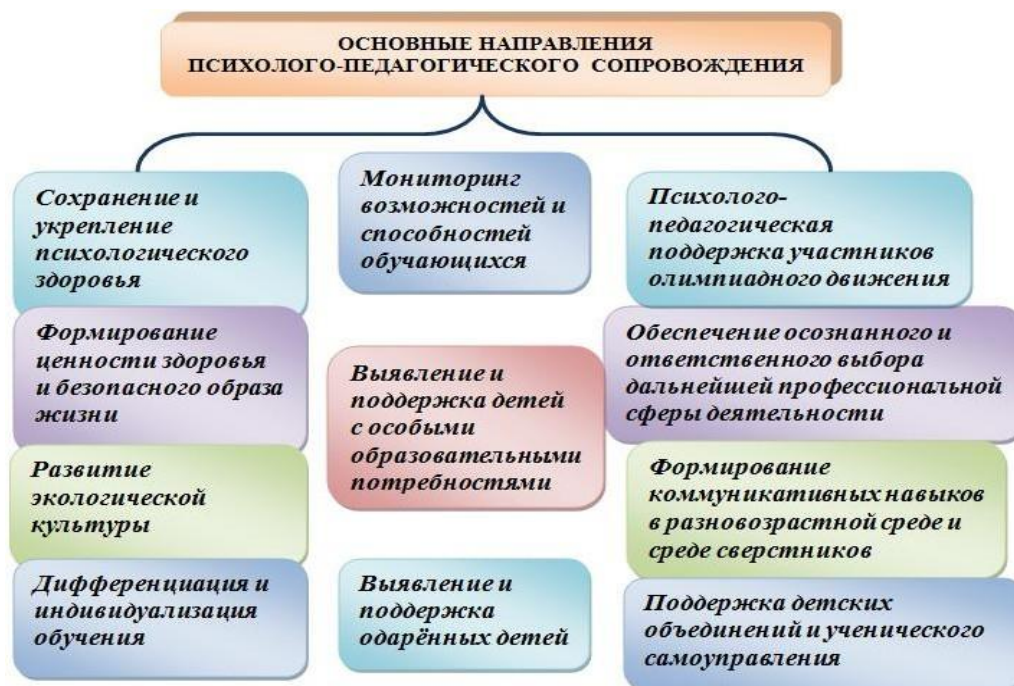 ОСНОВНЫЕ НАПРАВЛЕНИЯ
ПСИХОЛОГО-ПЕДАГОГИЧЕСКОГО СОПРОВОЖДЕНИЯ
Сохранение и
укрепление
психологического
здоровья
Формирование
ценности здоровья
и безопасного образа
жизни
Развитие
экологической
культуры
Дифференциация и
индивидуализация
обучения
Мониторинг
возможностей и
способностей
обучающихся
Выявление и
поддержка детей
с особыми
образовательными
потребностями
Выявление и
поддержка
одарённых детей
Психолого-
педагогическая
поддержка участников
олимпиадного движения
Обеспечение осознанного и
ответственного выбора
дальнейшей профессиональной
сферы деятельности
Формирование
коммуникативных навыков
в разновозрастной среде и
среде сверстников
Поддержка детских
объединений и ученического
самоуправления